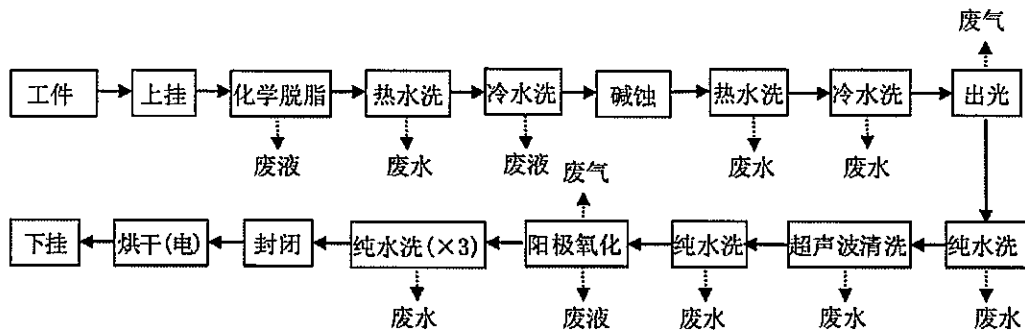 废气
工件
上挂
化学脱脂
热水洗
冷水洗
碱蚀
热水洗
冷水洗
出光
废液
废水
废液
废水
废水
废气
下挂
烘干(电)
封闭
纯水洗(×3)
阳极氧化
纯水洗
超声波清洗
纯水洗
废水
废液
废水
废水
废水